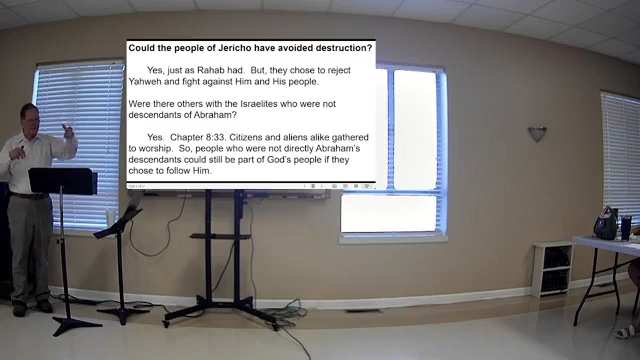 Could the people of Jericho have avoided destruction?
Yes, just as Rahab had. But, they chose to reject
Yahweh and fight against Him and His people.
Were there others with the Israelites who were not
descendants of Abraham?
Yes. Chapter 8:33. Citizens and aliens alike gathered
to worship. So, people who were not directly Abraham's
descendants could still be part of God's people if they
chose to follow Him.